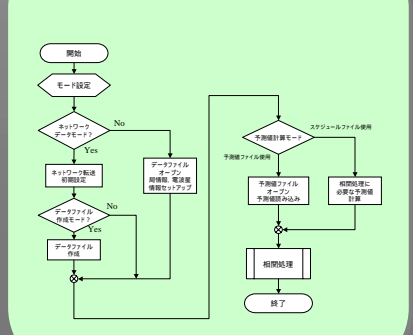 開始
モード設定
ネットワーク
データモード?
No
Yes
ネットワーク転送
初期設定
データファイル
オープン
局情報,電波星
情報セットアップ
データファイル
作成モード?
No
Yes
データファイル
作成
予測値計算モード
スケジュールファイル使用
予測値ファイル使用
予測値ファイル
オープン
予測値読み込み
相関処理に
必要な予測値
計算
相関処理
終了